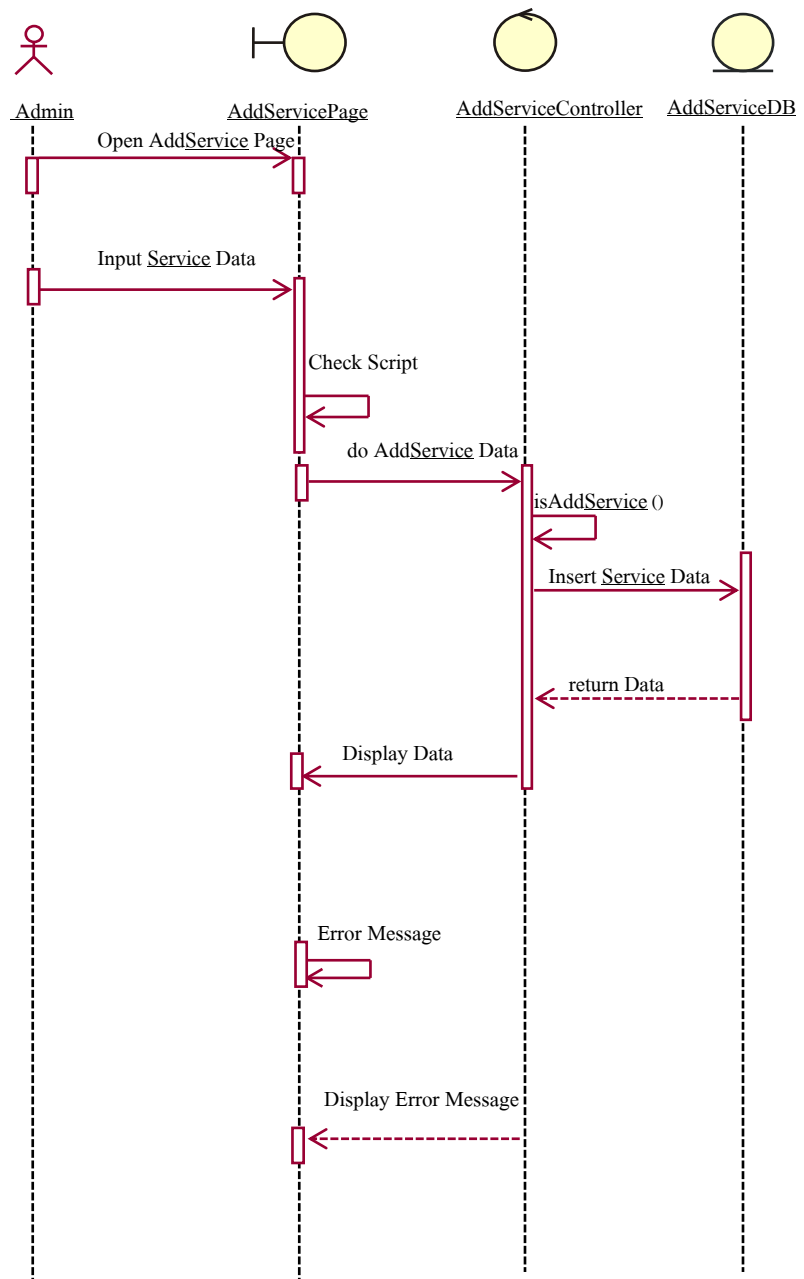 Admin
AddServicePage
AddServiceController
AddServiceDB
Open AddService Page
Input Service Data
Check Script
do AddService Data
isAddService ()
Insert Service Data
return Data
Display Data
Error Message
Display Error Message